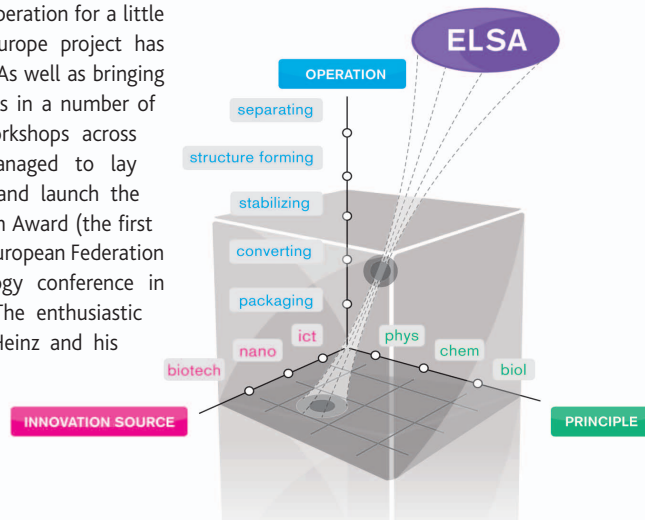 peration for a little
urope project has
As well as bringing
s in a number of
orkshops across
anaged to lay
and launch the
n Award (the first
uropean Federation
gy conference in
The enthusiastic
Heinz and his
ELSA
OPERATION
separating
structure forming
stabilizing
converting
packaging
ict
nano
biotech
phys
chem
biol
INNOVATION SOURCE
PRINCIPLE